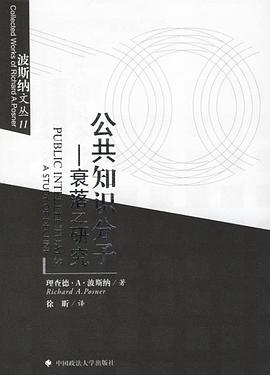 波斯纳文丛 11
Collected Works of Richard A.Posner
公共知识分子
——衰落之研究
PUBLIC INTELLECTUALS
A STUDY OF DECLINE
理查德·A·波斯纳 著
Richard A. Posner
徐昕 译
中国政法大学出版社